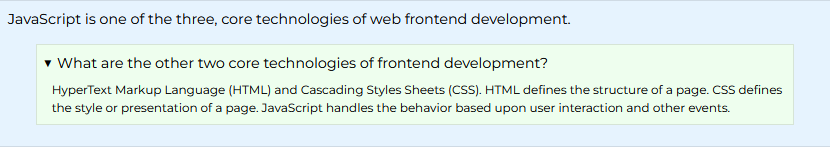 JavaScript is one of the three, core technologies of web frontend development.
▾ What are the other two core technologies of frontend development?
HyperText Markup Language (HTML) and Cascading Styles Sheets (CSS). HTML defines the structure of a page. CSS defines
the style or presentation of a page. JavaScript handles the behavior based upon user interaction and other events.